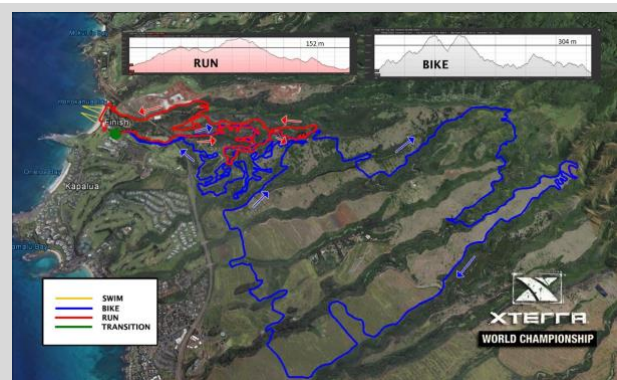 152 m
RUN
304 m
BIKE
Finish
Kapalua
SWIM
BIKE
RUN
TRANSITION
XTERRA
WORLD CHAMPIONSHIP